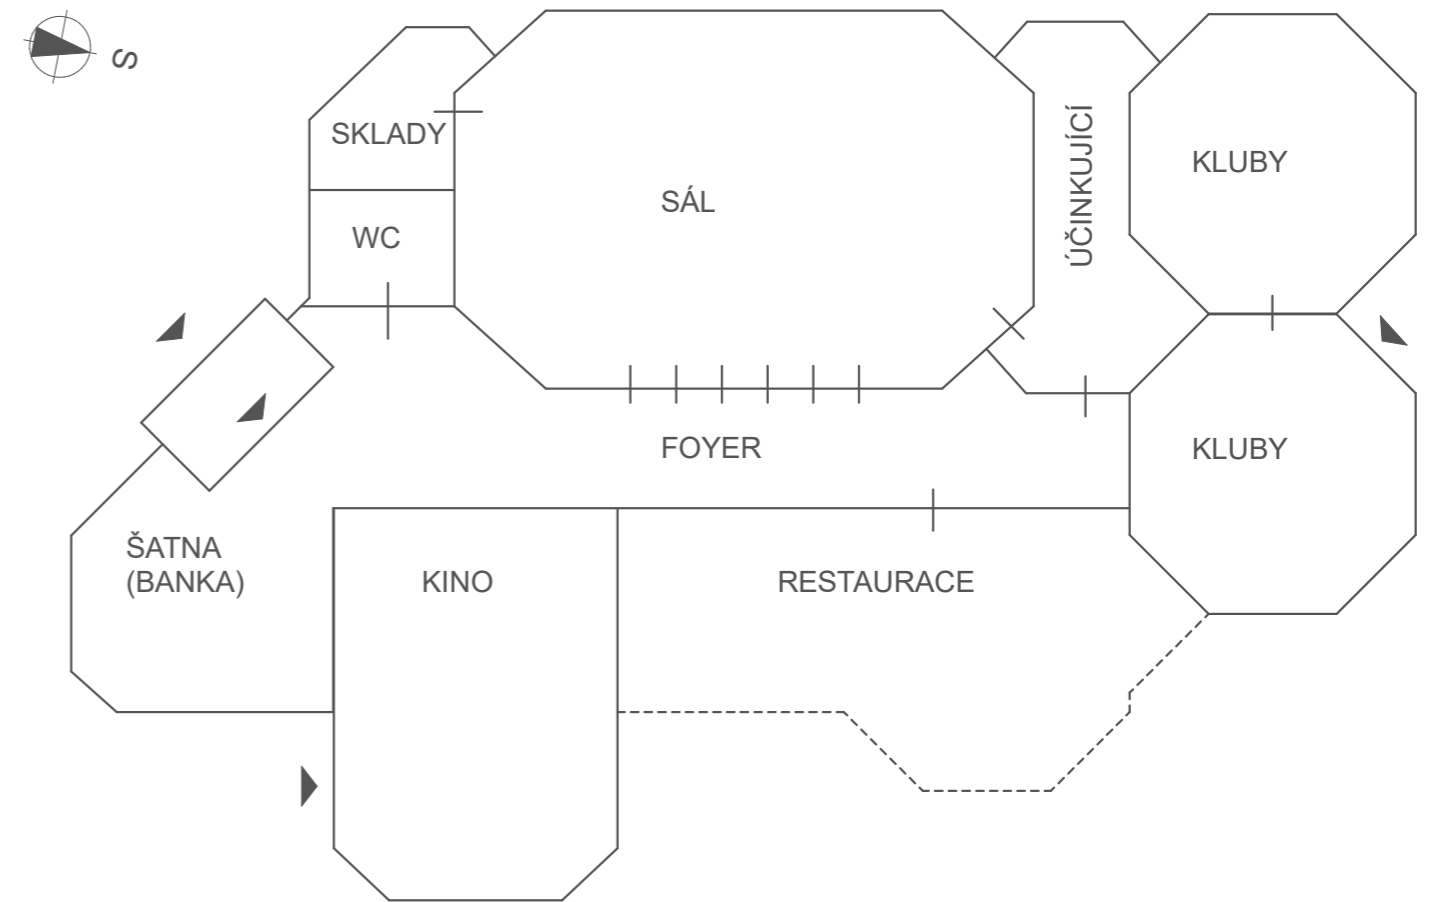 S
SKLADY
SÁL
ÚČINKUJÍCÍ
KLUBY
WC
FOYER
KLUBY
ŠATNA
(BANKA)
KINO
RESTAURACE